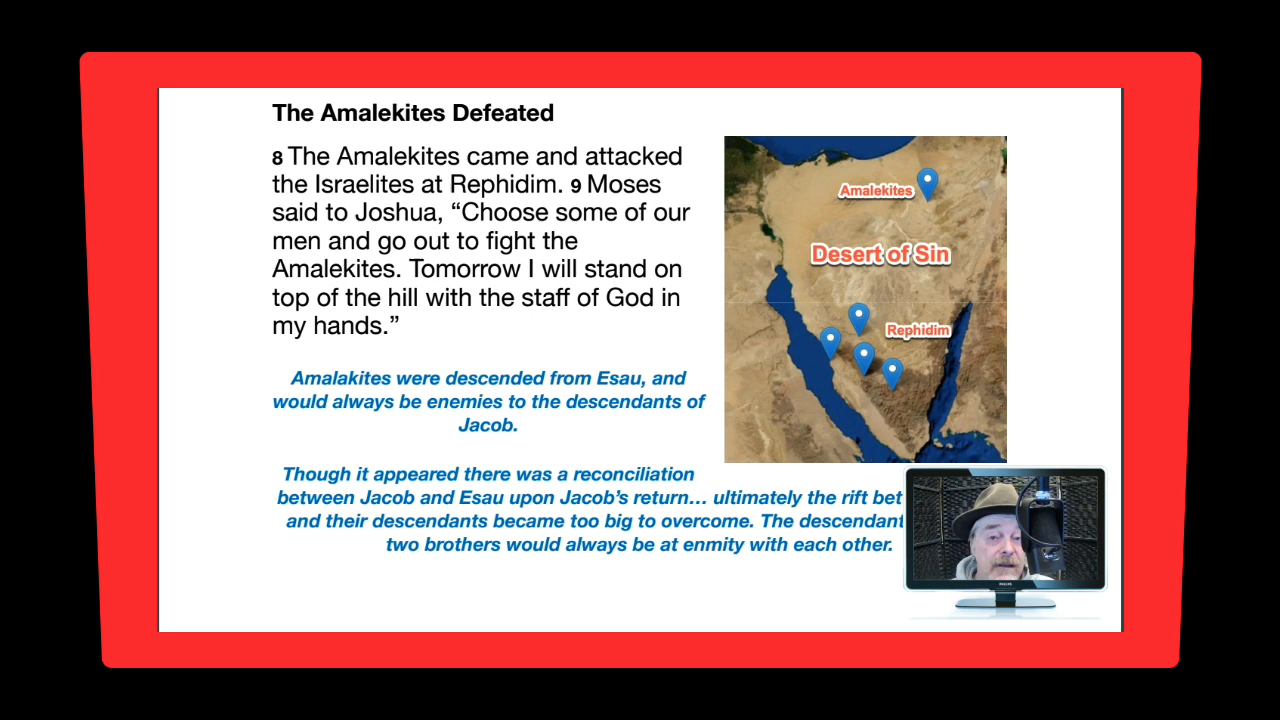 The Amalekites Defeated
8 The Amalekites came and attacked
the Israelites at Rephidim. 9 Moses
said to Joshua, “Choose some of our
men and go out to fight the
Amalekites. Tomorrow I will stand on
top of the hill with the staff of God in
my hands.”
Amalakites were descended from Esau, and
would always be enemies to the descendants of
Jacob.
Though it appeared there was a reconciliation
between Jacob and Esau upon Jacob’s return… ultimately the rift bet
and their descendants became too big to overcome. The descendant
two brothers would always be at enmity with each other.
Amalekites
Desert of Sin
Rephidim
PHILIPS